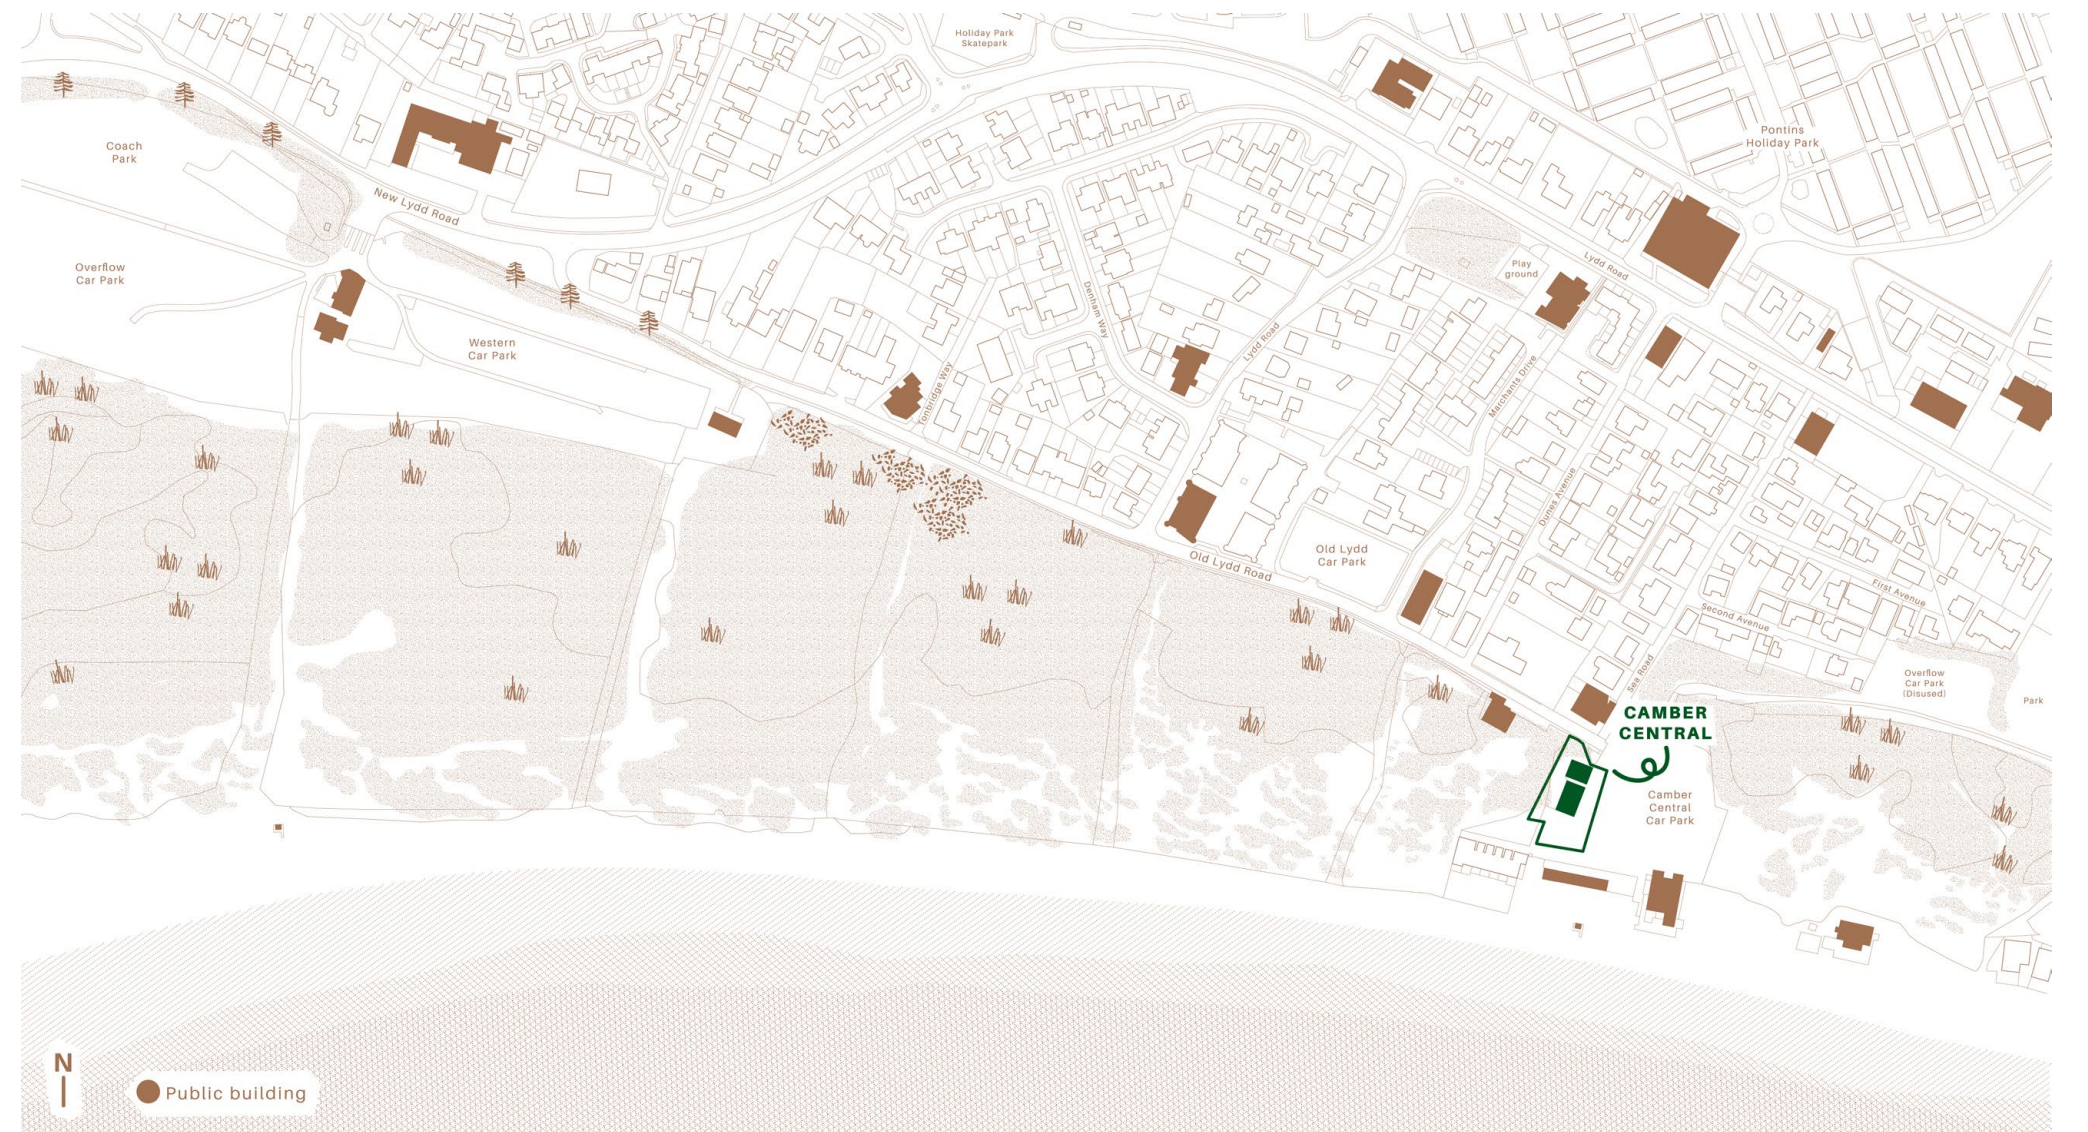 Holiday Park
Skatepark
Pontins
Holiday Park
Coach
Park
New Lydd Road
Overflow
Car Park
Play
ground
Lydd Road
Denham Way
Lydd Road
Western
Car Park
Tonbridge Way
Marchants Drive
Dunes Avenue
Old Lydd Road
Old Lydd
Car Park
First Avenue
Second Avenue
Sea Road
Overflow
Car Park
(Disused)
Park
CAMBER
CENTRAL
Camber
Central
Car Park
N
Public building